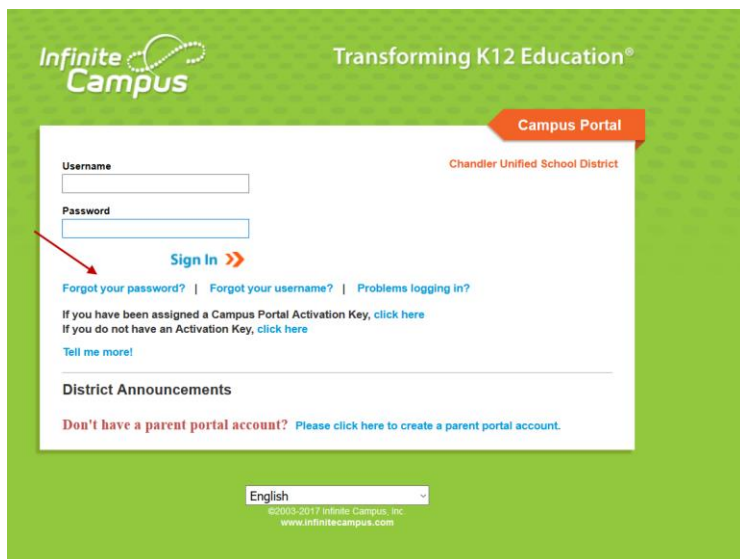 Infinite
Campus
Transforming K12 Education®
Campus Portal
Username
Chandler Unified School District
Password
Sign In
Forgot your password? | Forgot your username? | Problems logging in?
If you have been assigned a Campus Portal Activation Key, click here
If you do not have an Activation Key, click here
Tell me more!
District Announcements
Don't have a parent portal account? Please click here to create a parent portal account.
English
©2003-2017 Infinite Campus, Inc.
www.infinitecampus.com